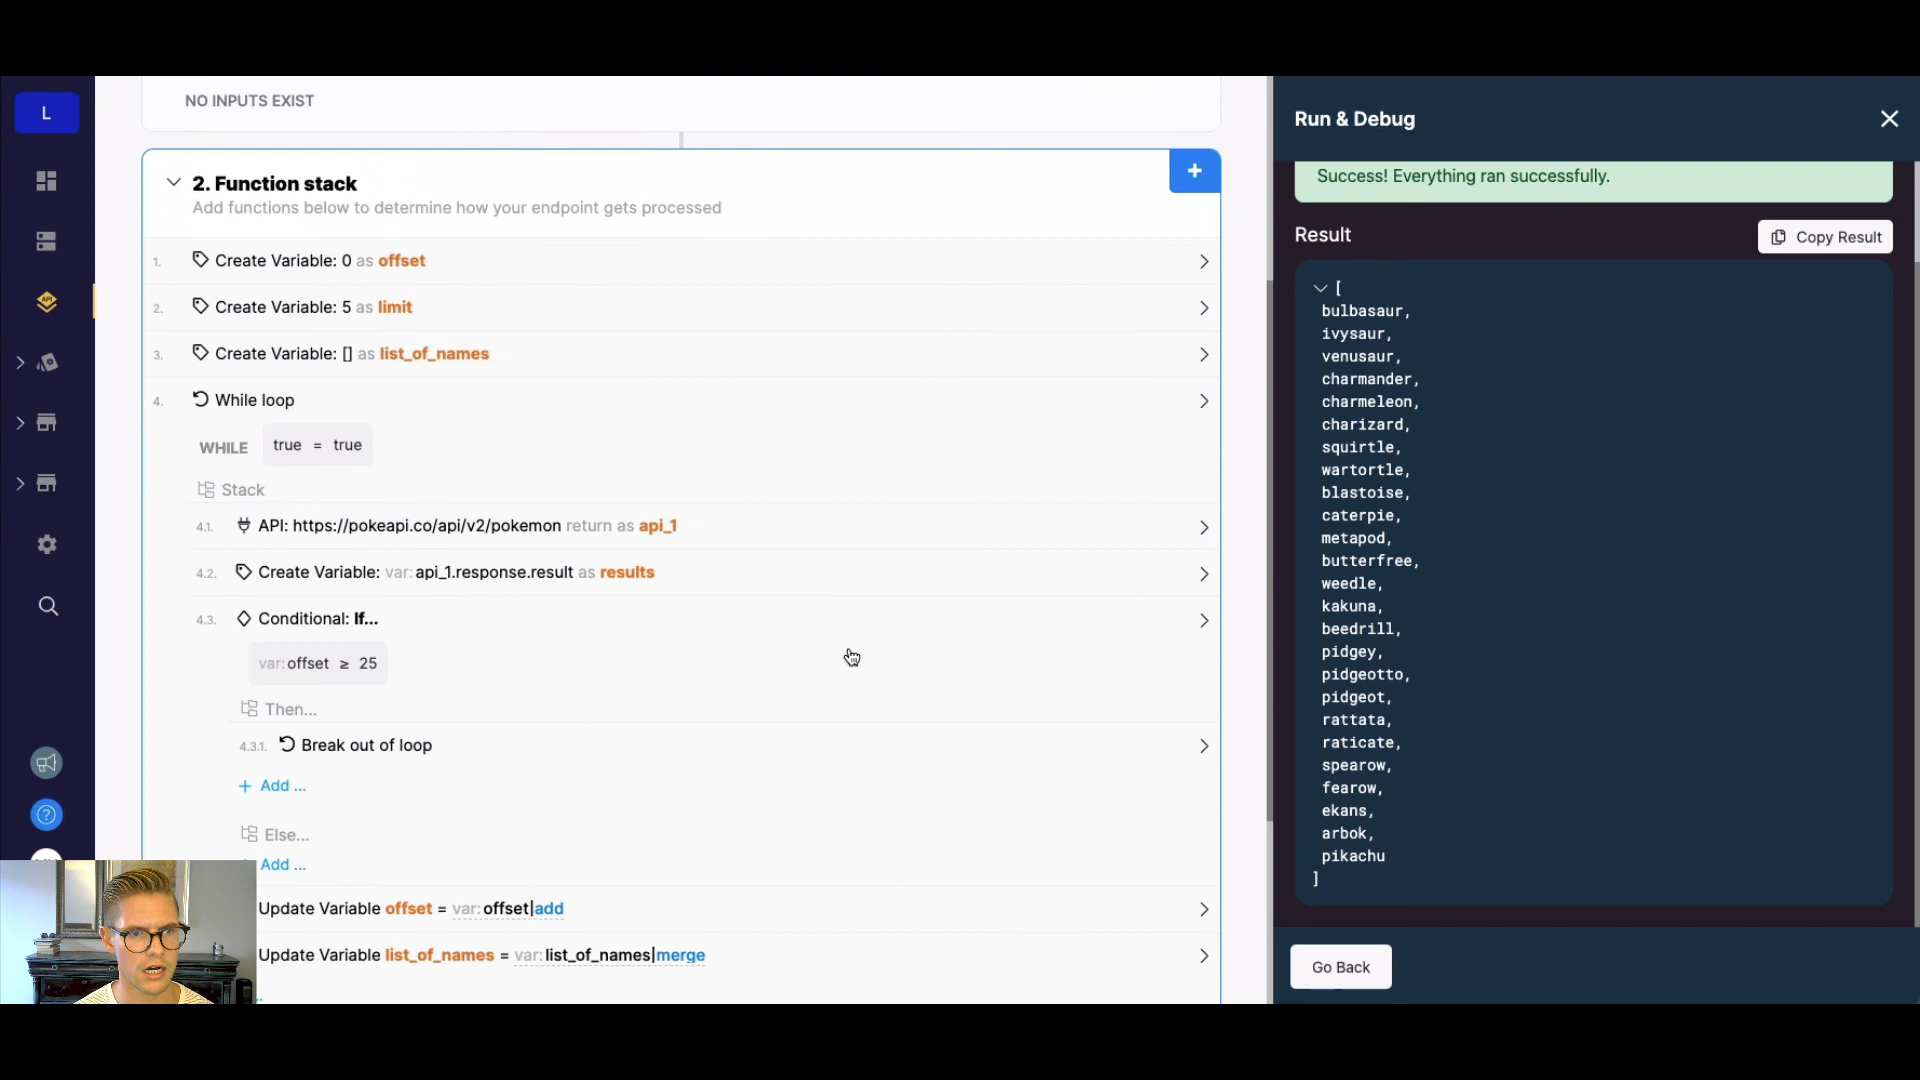 L
NO INPUTS EXIST
2. Function stack
Add functions below to determine how your endpoint gets processed
1. Create Variable: 0 as offset
2. Create Variable: 5 as limit
3. Create Variable: [] as list_of_names
4. While loop
WHILE true = true
Stack
4.1. API: https://pokeapi.co/api/v2/pokemon return as api_1
4.2. Create Variable: var: api_1.response.result as results
4.3. Conditional: If...
var: offset ≥ 25
Then...
4.3.1. Break out of loop
+ Add ...
Else...
Add ...
Update Variable offset = var: offset|add
Update Variable list_of_names = var: list_of_names|merge
Run & Debug
Success! Everything ran successfully.
Result
Copy Result
[
bulbasaur,
ivysaur,
venusaur,
charmander,
charmeleon,
charizard,
squirtle,
wartortle,
blastoise,
caterpie,
metapod,
butterfree,
weedle,
kakuna,
beedrill,
pidgey,
pidgeotto,
pidgeot,
rattata,
raticate,
spearow,
fearow,
ekans,
arbok,
pikachu
]
Go Back